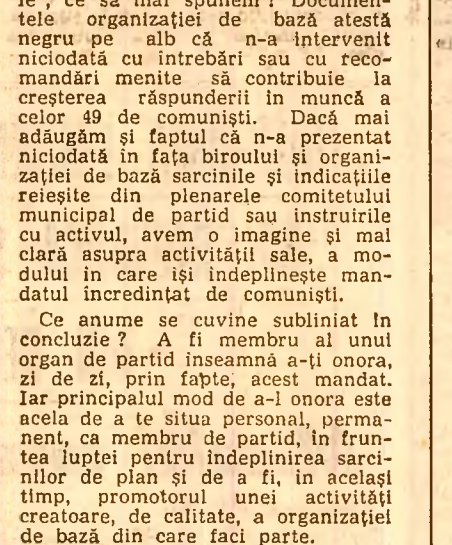 le", ce să mai spunem? Documen-
tele organizației de bază atestă
negru pe alb că n-a intervenit
niciodată cu întrebări sau cu reco-
mandări menite să contribuie la
creșterea răspunderii în muncă a
celor 49 de comuniști. Dacă mai
adăugăm și faptul că n-a prezentat
niciodată în fața biroului și organi-
zației de bază sarcinile și indicațiile
reieșite din plenarele comitetului
municipal de partid sau instruirile
cu activul, avem o imagine și mai
clară asupra activității sale, a mo-
dului în care își îndeplinește man-
datul încredințat de comuniști.
Ce anume se cuvine subliniat în
concluzie? A fi membru al unui
organ de partid înseamnă a-ți onora,
zi de zi, prin fapte, acest mandat.
Iar principalul mod de a-l onora este
acela de a te situa personal, perma-
nent, ca membru de partid, în frun-
tea luptei pentru îndeplinirea sarci-
nilor de plan și de a fi, în același
timp, promotorul unei activități
creatoare, de calitate, a organizației
de bază din care faci parte.